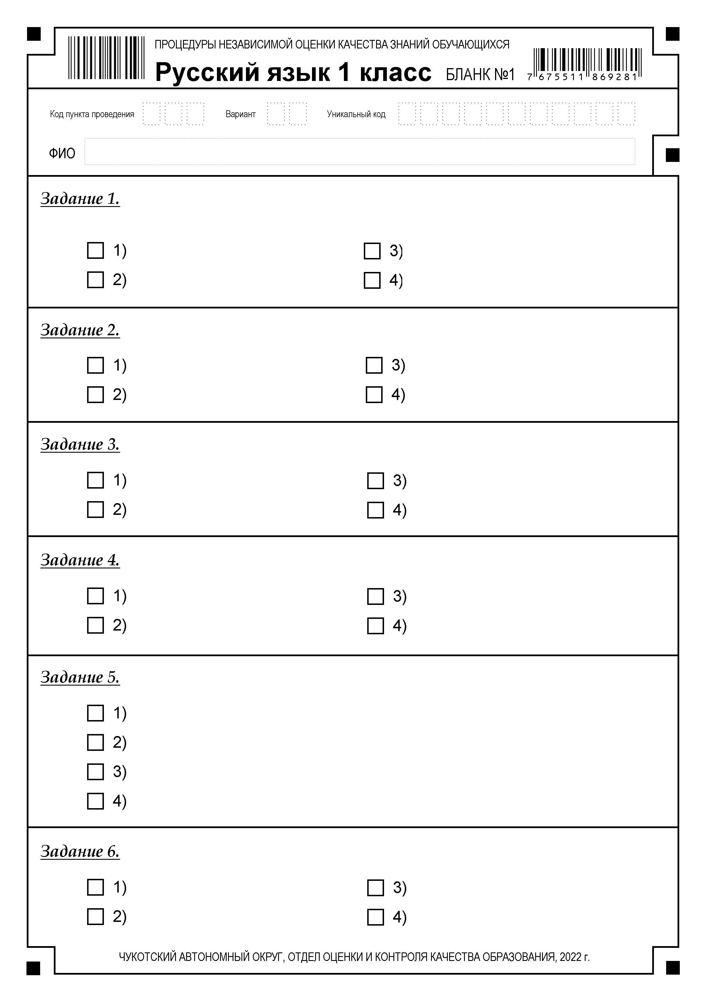 ПРОЦЕДУРЫ НЕЗАВИСИМОЙ ОЦЕНКИ КАЧЕСТВА ЗНАНИЙ ОБУЧАЮЩИХСЯ
Русский язык 1 класс БЛАНК №1
7 675511 869281
Код пункта проведения Вариант Уникальный код
ФИО
Задание 1.
1) 3)
2) 4)
Задание 2.
1) 3)
2) 4)
Задание 3.
1) 3)
2) 4)
Задание 4.
1) 3)
2) 4)
Задание 5.
1)
2)
3)
4)
Задание 6.
1) 3)
2) 4)
ЧУКОТСКИЙ АВТОНОМНЫЙ ОКРУГ, ОТДЕЛ ОЦЕНКИ И КОНТРОЛЯ КАЧЕСТВА ОБРАЗОВАНИЯ, 2022 г.